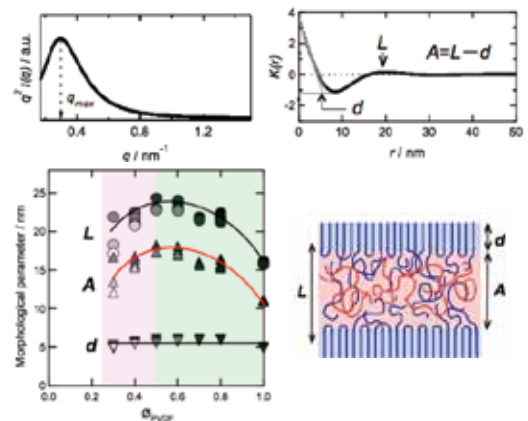 q² I(q) / a.u.
q_max
0.4 0.8 1.2
q / nm⁻¹
K(r)
2
0
-2
L
A=L-d
d
0 10 20 30 40 50
r / nm
Morphological parameter / nm
25
20
15
10
5
0
L
A
d
0.0 0.2 0.4 0.6 0.8 1.0
Ø_PVDF
L
d
A